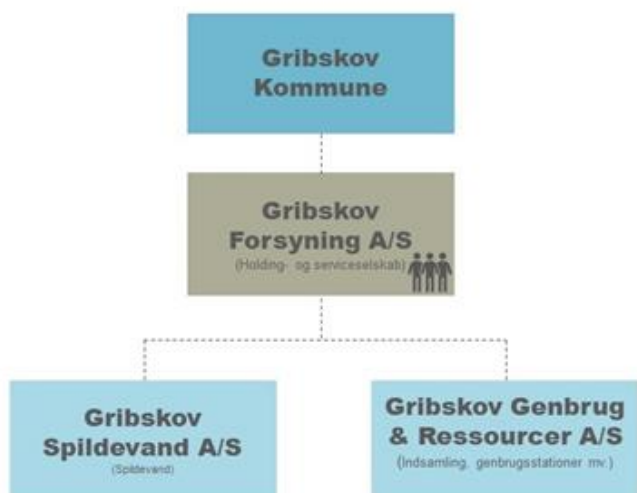 Gribskov
Kommune
Gribskov
Forsyning A/S
(Holding- og serviceselskab)
Gribskov
Spildevand A/S
(Spildevand)
Gribskov Genbrug
& Ressourcer A/S
(Indsamling, genbrugsstationer mv.)